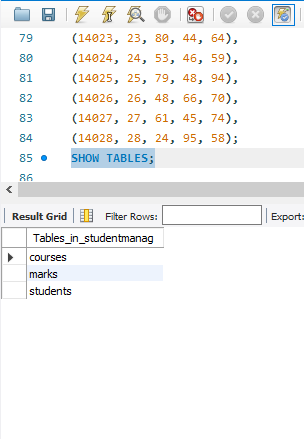 79 (14023, 23, 80, 44, 64),
80 (14024, 24, 53, 46, 59),
81 (14025, 25, 79, 48, 94),
82 (14026, 26, 48, 66, 70),
83 (14027, 27, 61, 45, 74),
84 (14028, 28, 24, 95, 58);
85 SHOW TABLES;
86
Result Grid Filter Rows: Export:
Tables_in_studentmanag
courses
marks
students